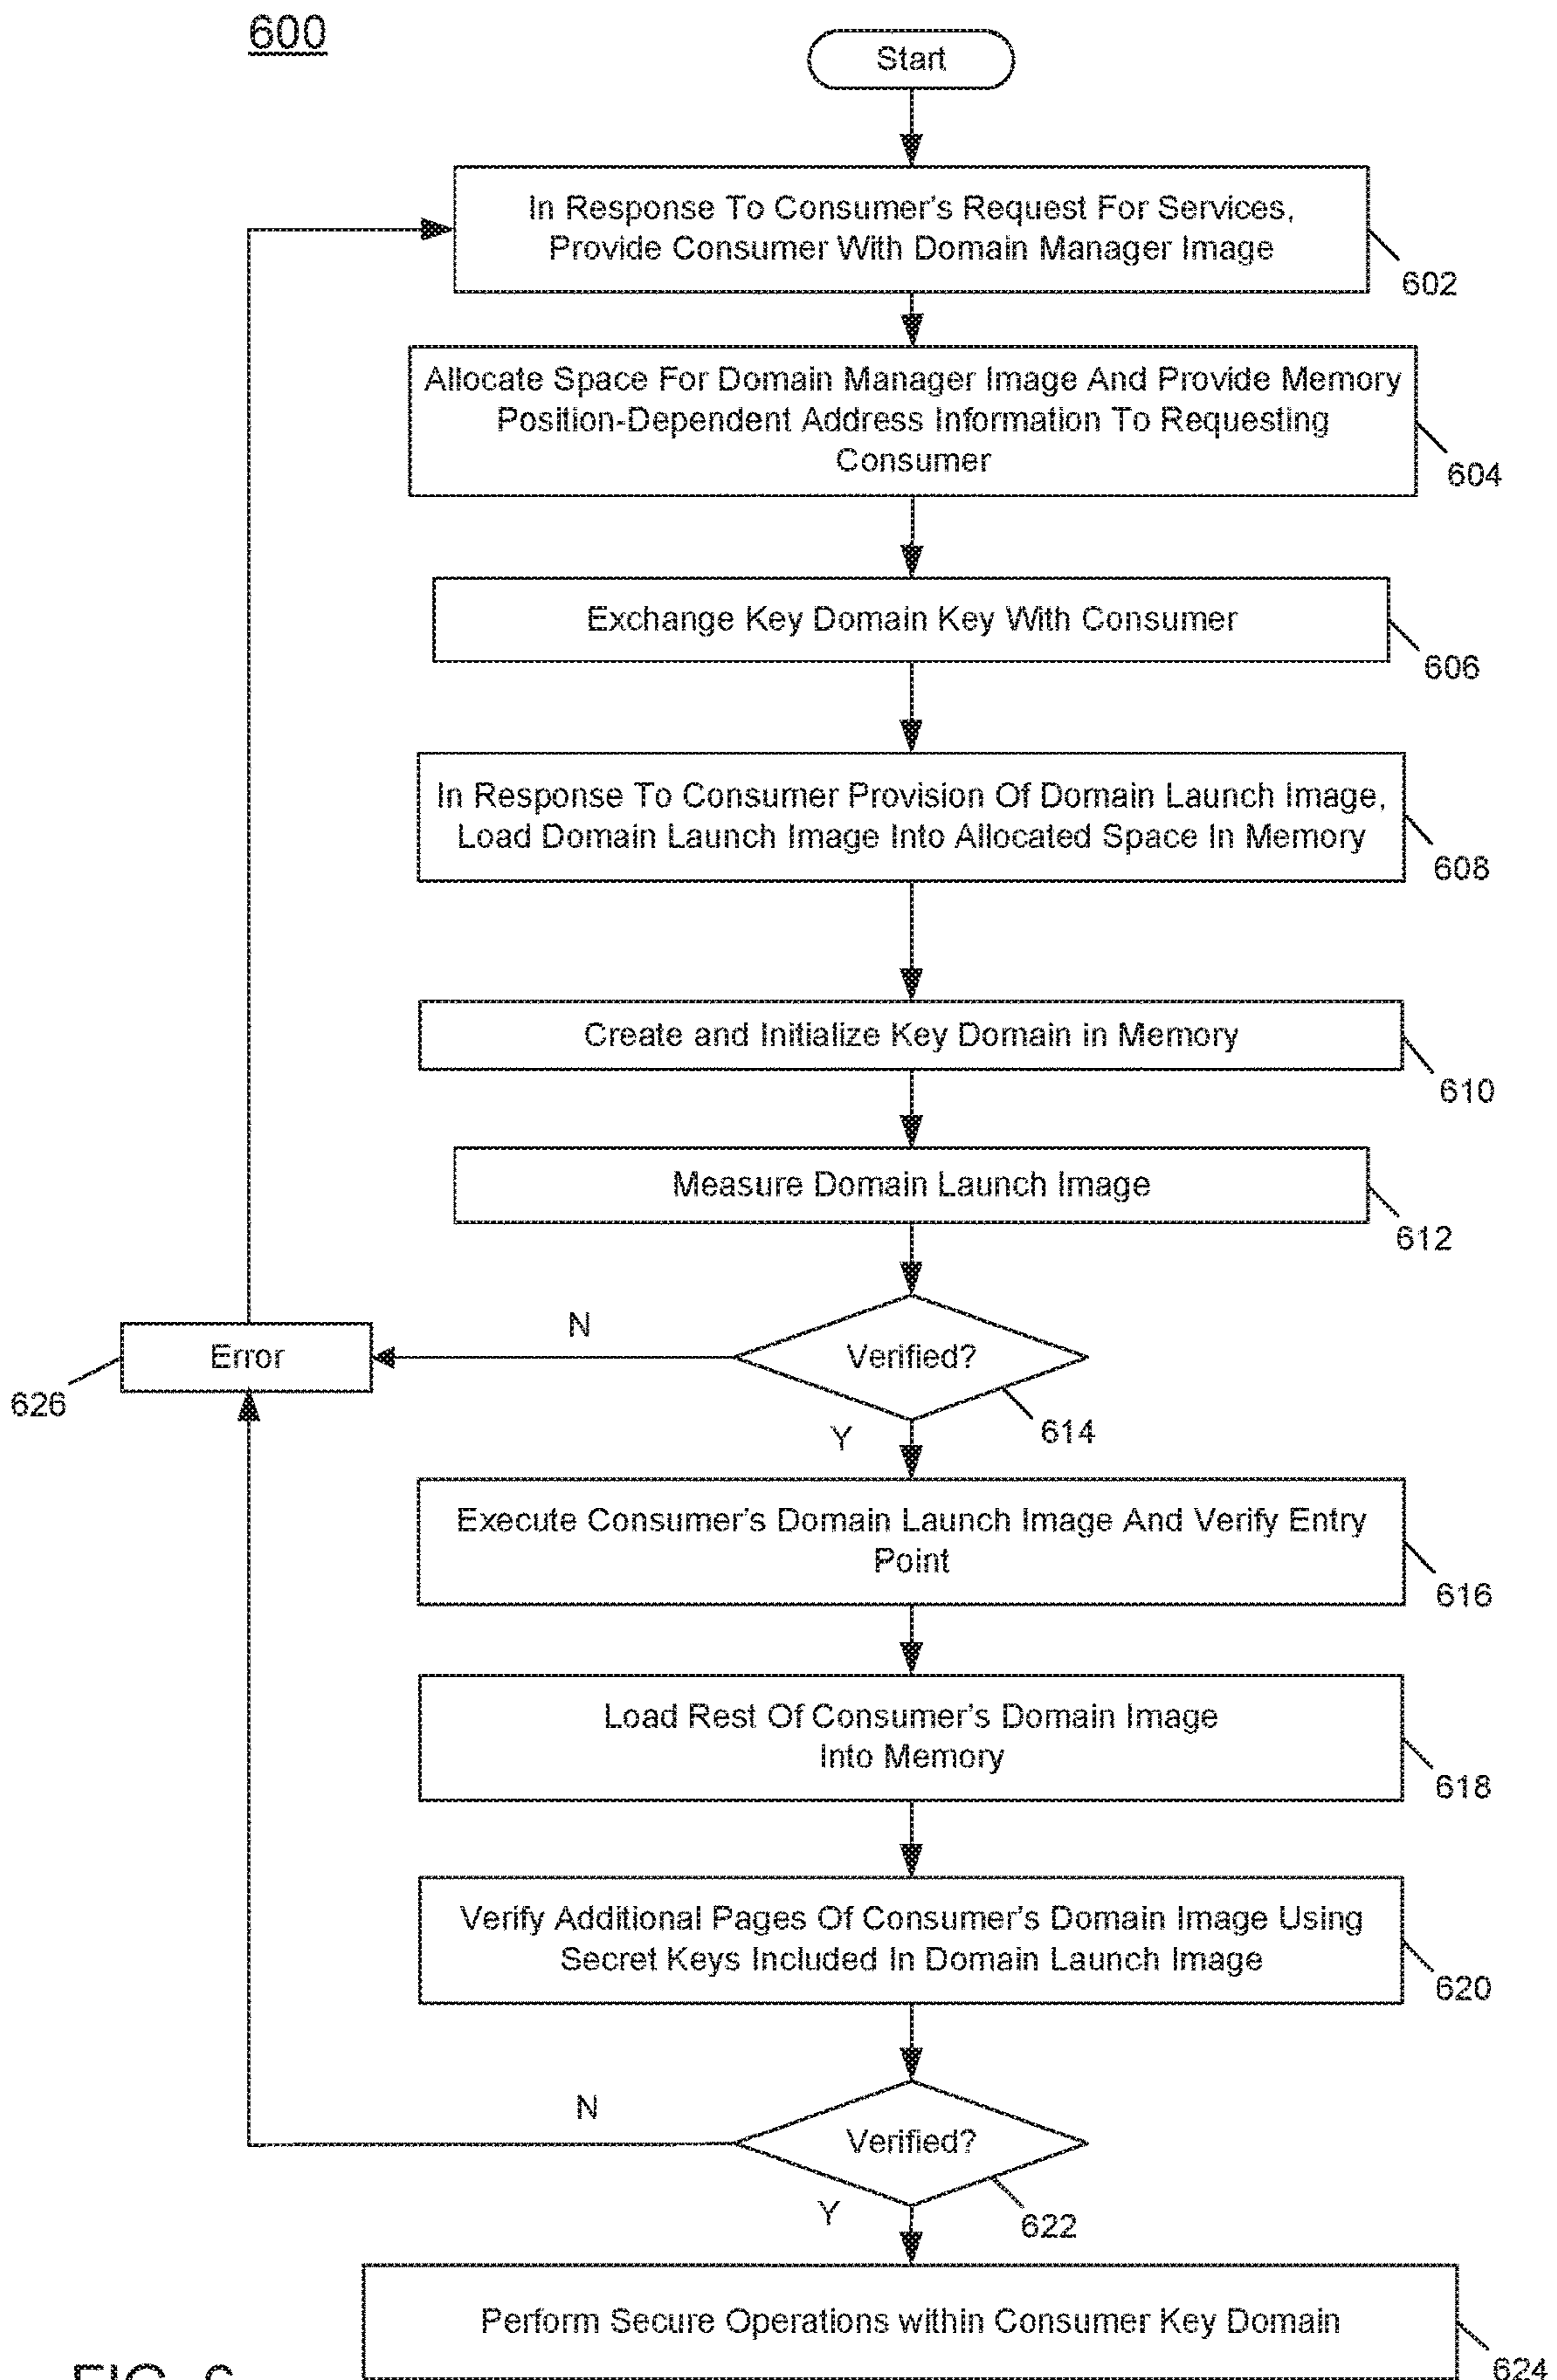 600
Start
In Response To Consumer's Request For Services,
Provide Consumer With Domain Manager Image
602
Allocate Space For Domain Manager Image And Provide Memory
Position-Dependent Address Information To Requesting
Consumer
604
Exchange Key Domain Key With Consumer
606
In Response To Consumer Provision Of Domain Launch Image,
Load Domain Launch Image Into Allocated Space In Memory
608
Create and Initialize Key Domain in Memory
610
Measure Domain Launch Image
612
Error
626
N
Verified?
614
Y
Execute Consumer's Domain Launch Image And Verify Entry
Point
616
Load Rest Of Consumer's Domain Image
Into Memory
618
Verify Additional Pages Of Consumer's Domain Image Using
Secret Keys Included In Domain Launch Image
620
N
Verified?
622
Y
Perform Secure Operations within Consumer Key Domain
624
FIG. 6